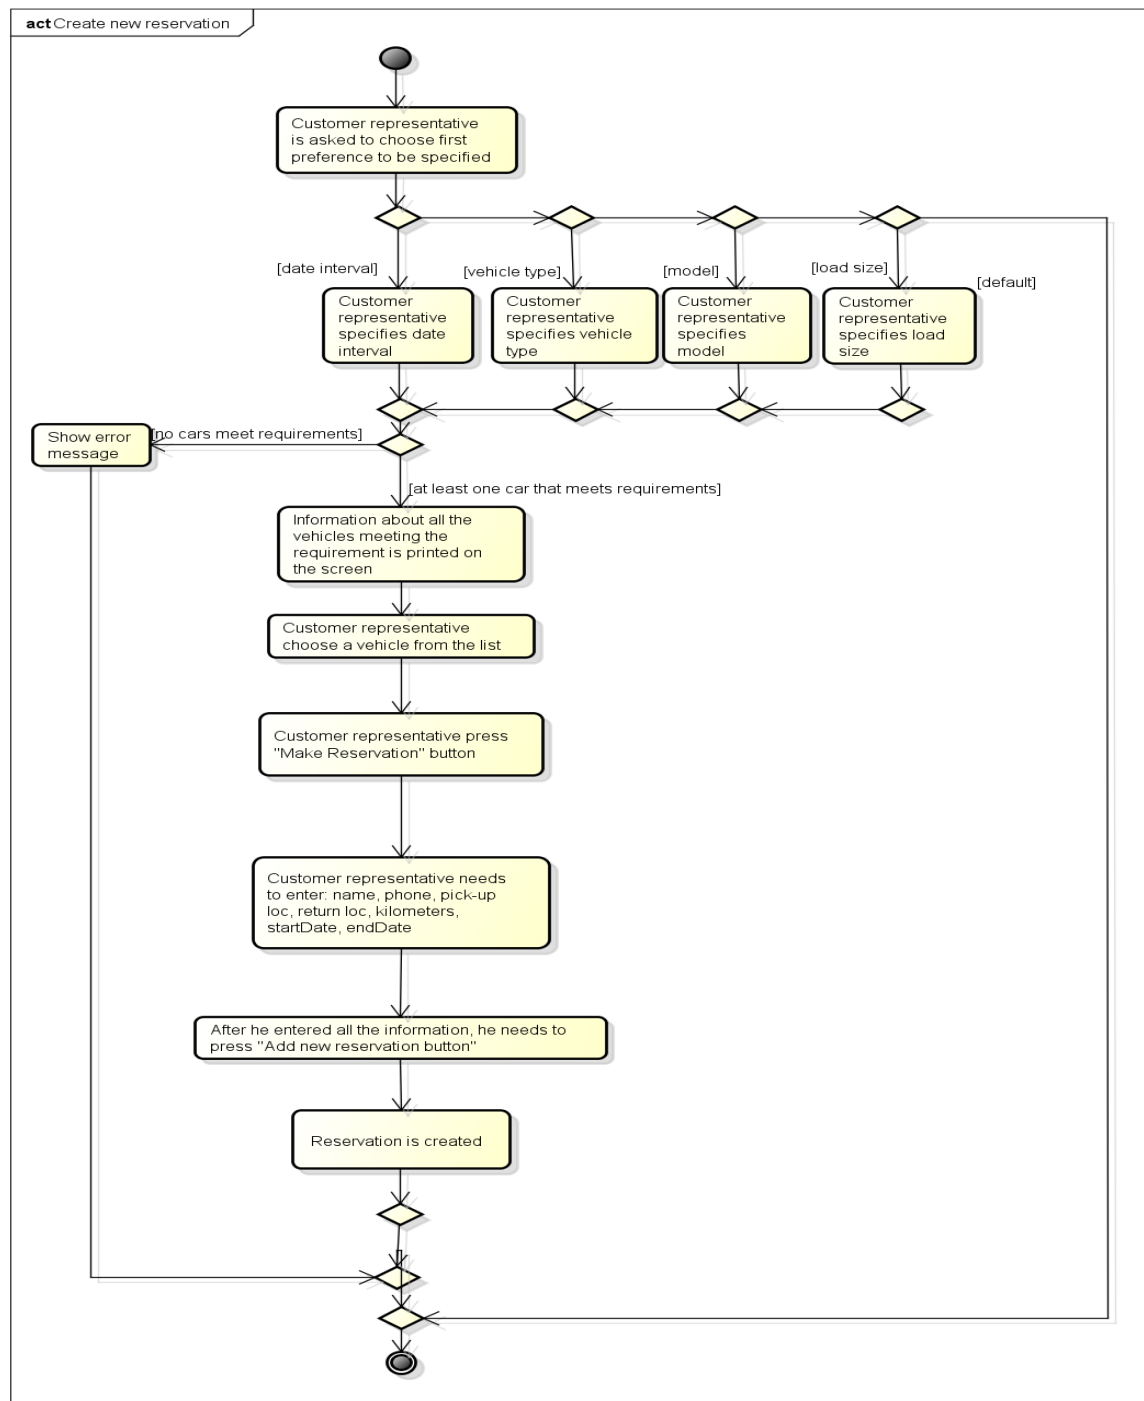 act Create new reservation
Customer representative
is asked to choose first
preference to be specified
[date interval]
[vehicle type]
[model]
[load size]
[default]
Customer
representative
specifies date
interval
Customer
representative
specifies vehicle
type
Customer
representative
specifies
model
Customer
representative
specifies load
size
Show error
message
[no cars meet requirements]
[at least one car that meets requirements]
Information about all the
vehicles meeting the
requirement is printed on
the screen
Customer representative
choose a vehicle from the list
Customer representative press
"Make Reservation" button
Customer representative needs
to enter: name, phone, pick-up
loc, return loc, kilometers,
startDate, endDate
After he entered all the information, he needs to
press "Add new reservation button"
Reservation is created